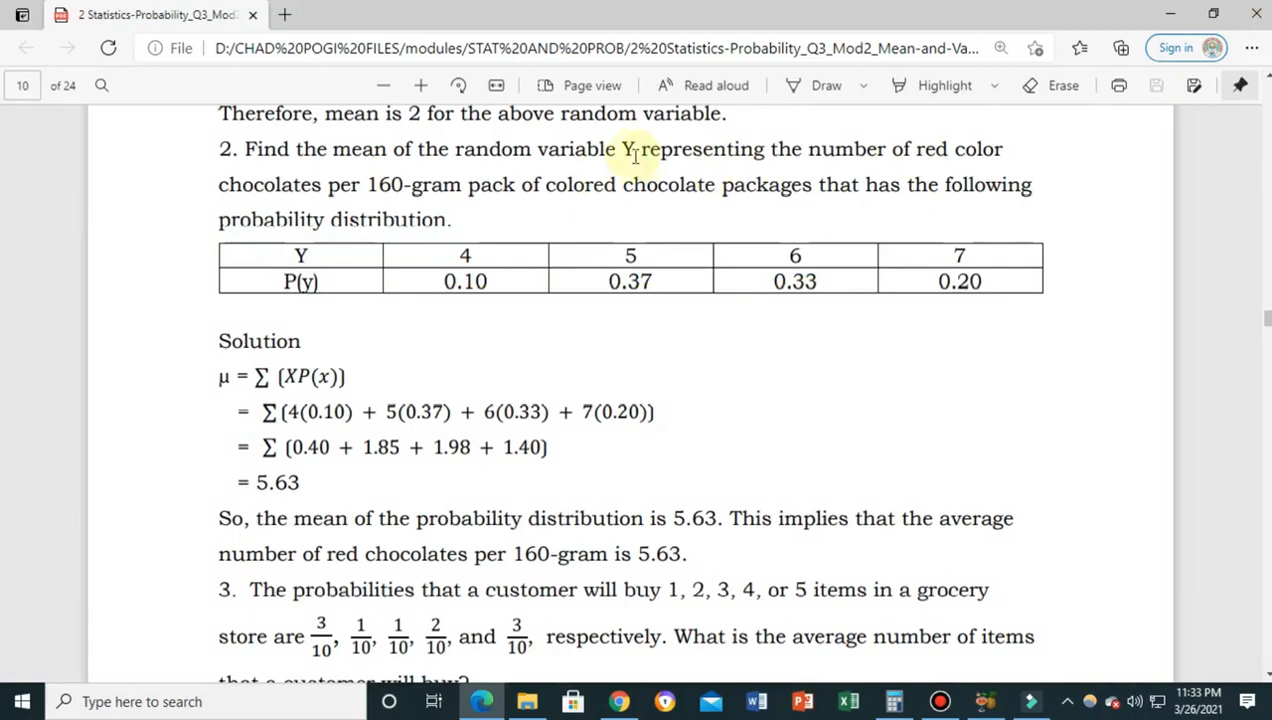 2 Statistics-Probability_Q3_Mod2
File
D:/CHAD%20POGI%20FILES/modules/STAT%20AND%20PROB/2%20Statistics-Probability_Q3_Mod2_Mean-and-Va...
Sign in
10 of 24
Page view
Read aloud
Draw
Highlight
Erase
Therefore, mean is 2 for the above random variable.
2. Find the mean of the random variable Y representing the number of red color
chocolates per 160-gram pack of colored chocolate packages that has the following
probability distribution.
Y 4 5 6 7
P(y) 0.10 0.37 0.33 0.20
Solution
μ = ∑ (XP(x))
= ∑(4(0.10) + 5(0.37) + 6(0.33) + 7(0.20))
= ∑ (0.40 + 1.85 + 1.98 + 1.40)
= 5.63
So, the mean of the probability distribution is 5.63. This implies that the average
number of red chocolates per 160-gram is 5.63.
3. The probabilities that a customer will buy 1, 2, 3, 4, or 5 items in a grocery
store are 3/10, 1/10, 1/10, 2/10, and 3/10, respectively. What is the average number of items
that a customer will buy?
Type here to search
11:33 PM
3/26/2021